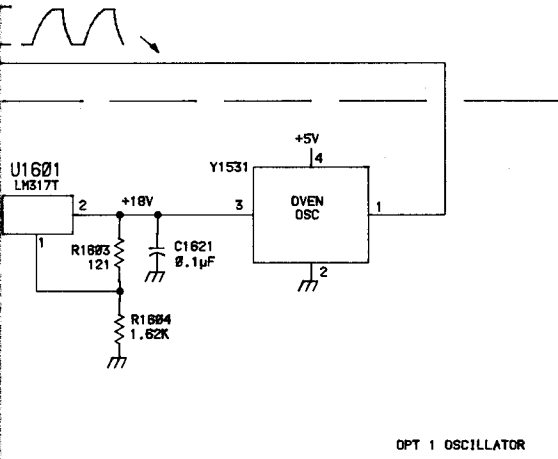 +5V
4
Y1531
U1601
LM317T
OVEN
OSC
2
+18V
3
1
1
R1603
121
C1621
0.1µF
2
R1604
1.62K
OPT 1 OSCILLATOR